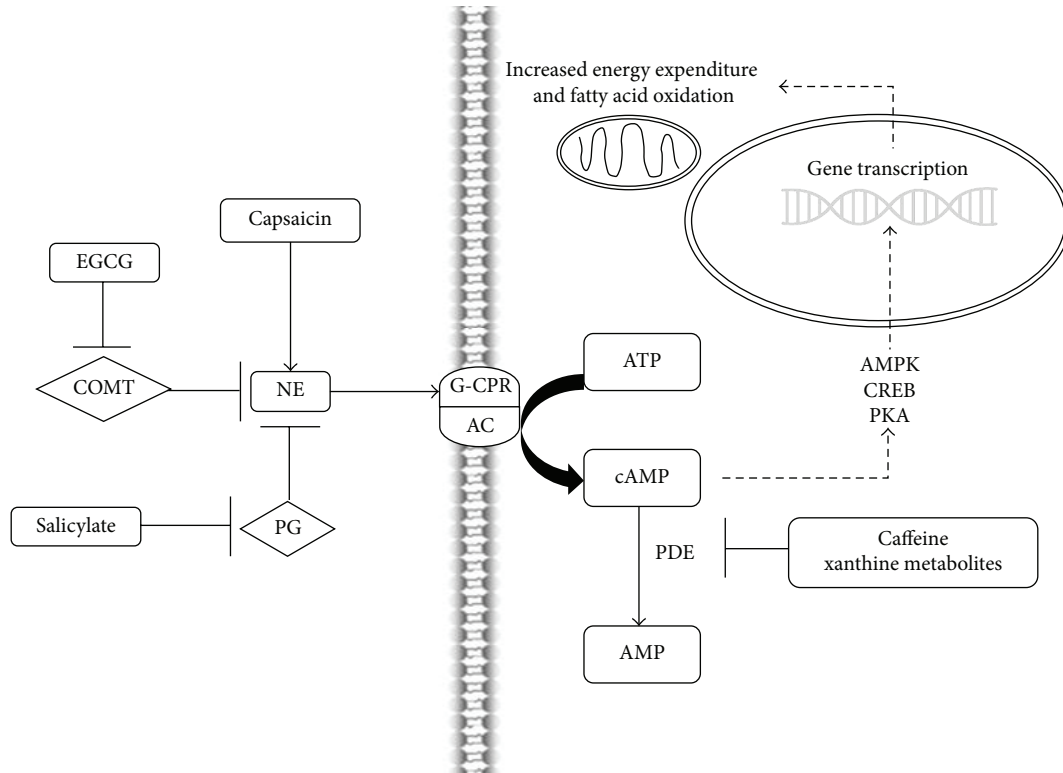 Increased energy expenditure
and fatty acid oxidation
Gene transcription
Capsaicin
EGCG
COMT
NE
G-CPR
AC
ATP
AMPK
CREB
PKA
cAMP
Salicylate
PG
PDE
Caffeine
xanthine metabolites
AMP